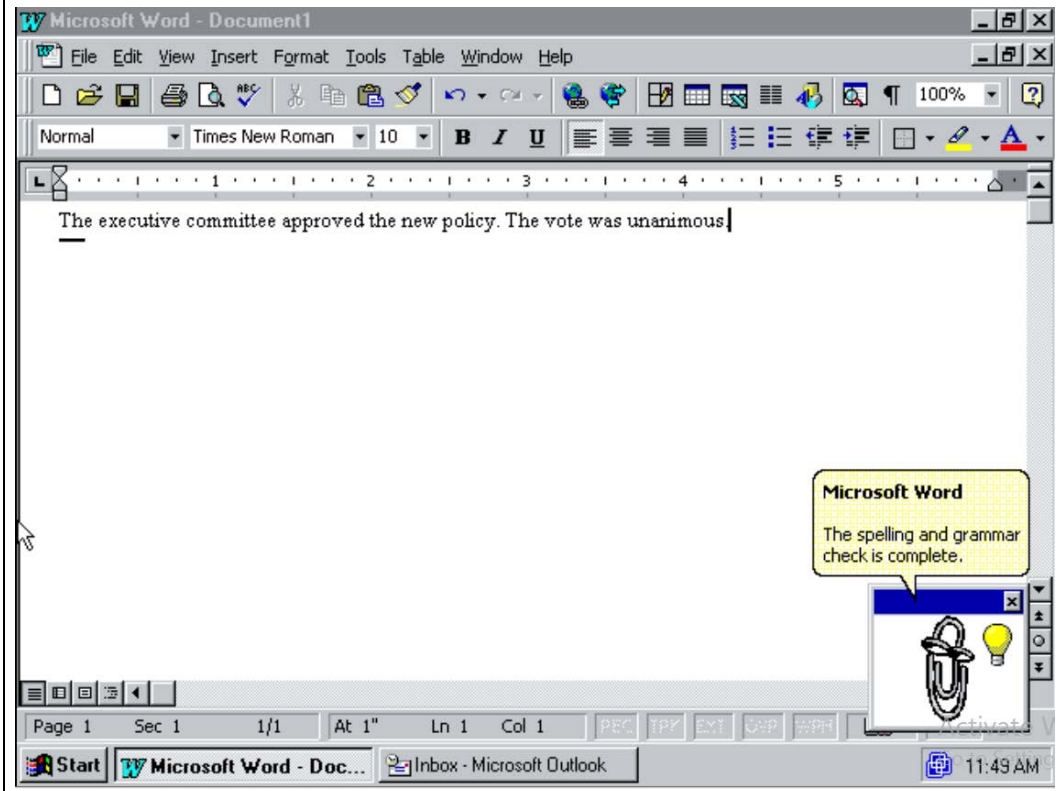 Microsoft Word - Document1
File Edit View Insert Format Tools Table Window Help
ABC 100%
Normal Times New Roman 10 B I U A
1 2 3 4 5
The executive committee approved the new policy. The vote was unanimous.
Microsoft Word
The spelling and grammar
check is complete.
Page 1 Sec 1 1/1 At 1" Ln 1 Col 1 REC TRK EXT OVR WPH
Start Microsoft Word - Doc... Inbox - Microsoft Outlook 11:49 AM